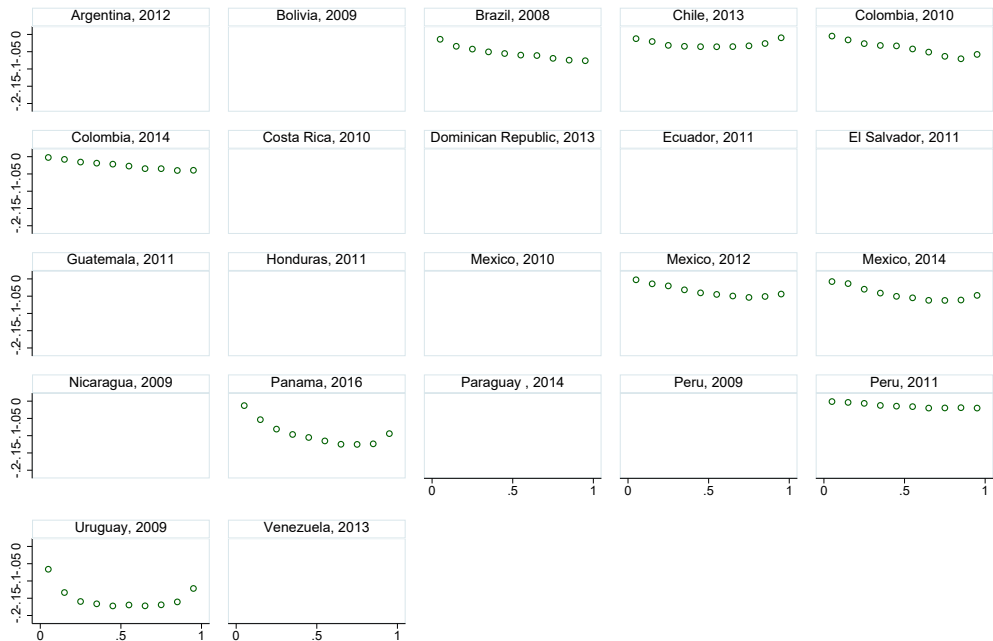 Argentina, 2012 Bolivia, 2009 Brazil, 2008 Chile, 2013 Colombia, 2010
-.2-.15-.1-.05 0
Colombia, 2014 Costa Rica, 2010 Dominican Republic, 2013 Ecuador, 2011 El Salvador, 2011
-.2-.15-.1-.05 0
Guatemala, 2011 Honduras, 2011 Mexico, 2010 Mexico, 2012 Mexico, 2014
-.2-.15-.1-.05 0
Nicaragua, 2009 Panama, 2016 Paraguay , 2014 Peru, 2009 Peru, 2011
-.2-.15-.1-.05 0
0 .5 1 0 .5 1 0 .5 1
Uruguay, 2009 Venezuela, 2013
-.2-.15-.1-.05 0
0 .5 1 0 .5 1